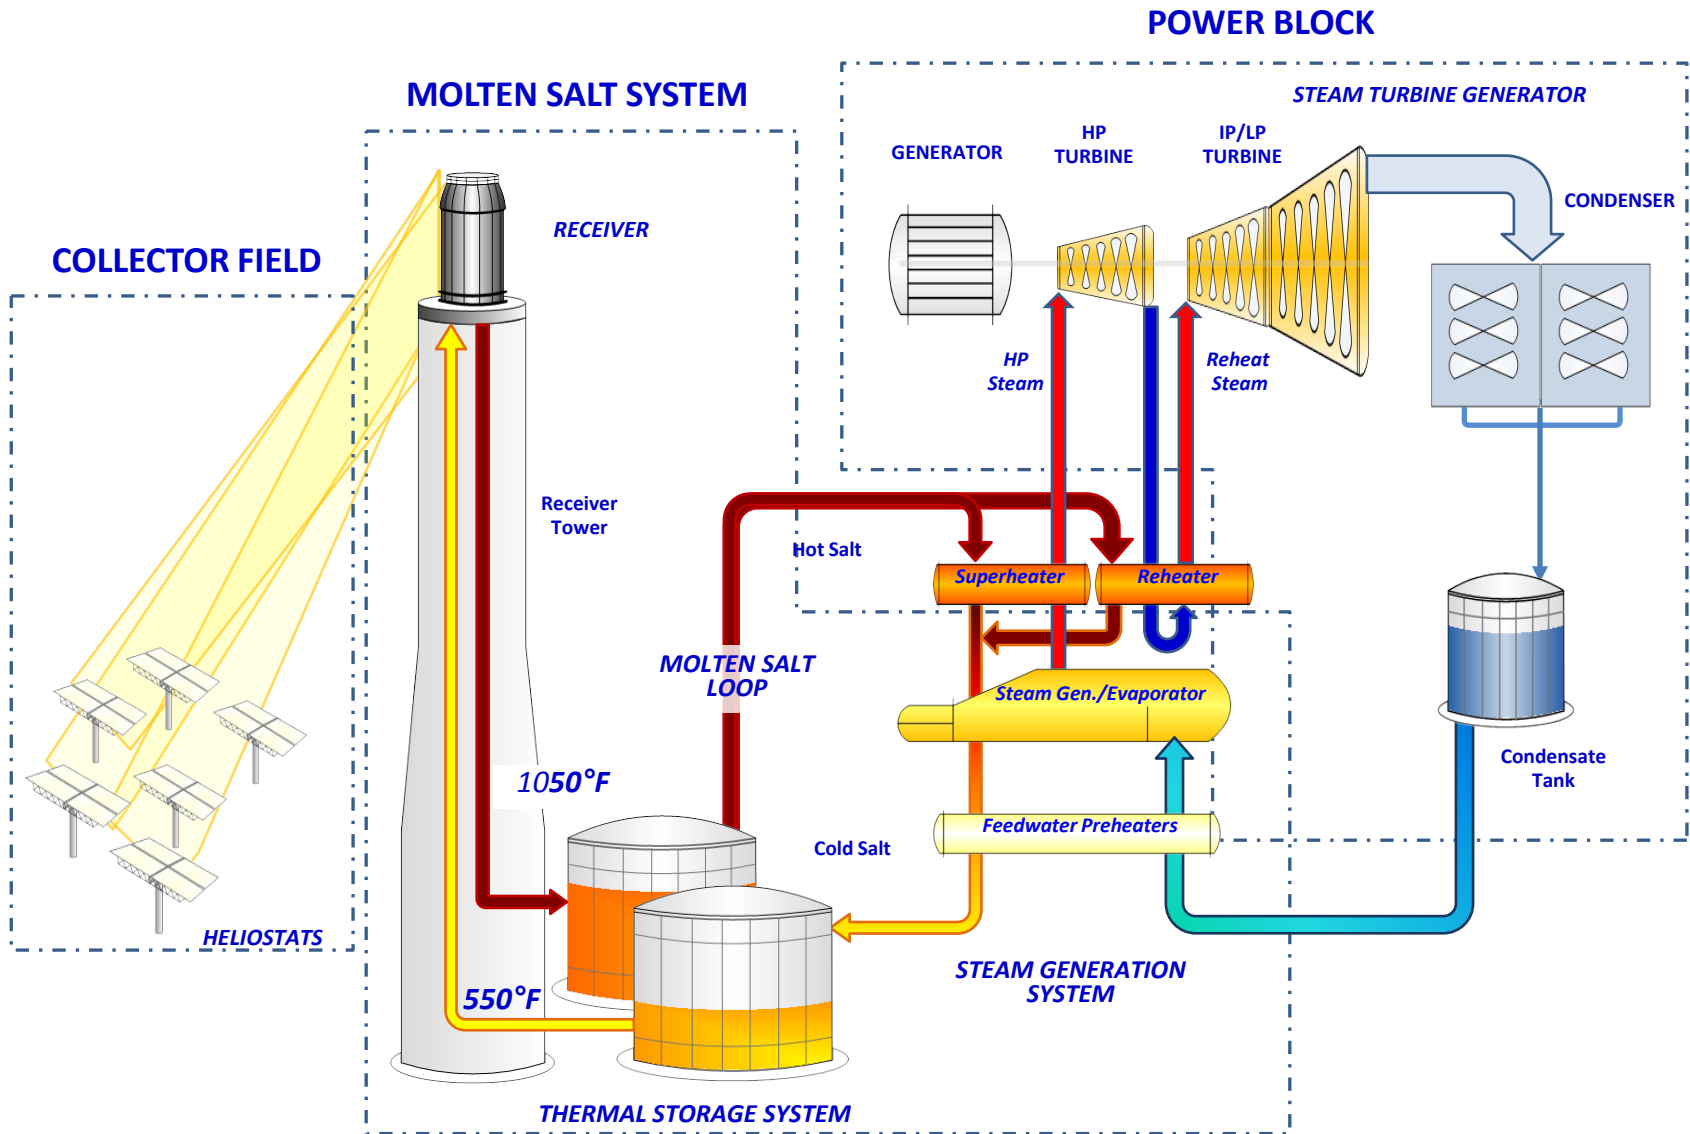 POWER BLOCK
MOLTEN SALT SYSTEM
STEAM TURBINE GENERATOR
HP
TURBINE
IP/LP
TURBINE
GENERATOR
CONDENSER
RECEIVER
COLLECTOR FIELD
HP
Steam
Reheat
Steam
Receiver
Tower
Hot Salt
Superheater
Reheater
MOLTEN SALT
LOOP
Steam Gen./Evaporator
Condensate
Tank
1050°F
Feedwater Preheaters
Cold Salt
HELIOSTATS
STEAM GENERATION
SYSTEM
550°F
THERMAL STORAGE SYSTEM